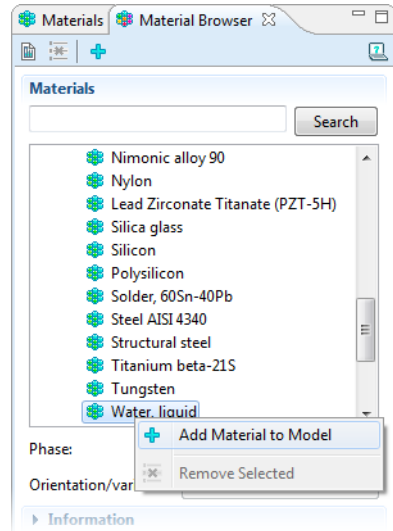 Materials Material Browser
Materials
Search
Nimonic alloy 90
Nylon
Lead Zirconate Titanate (PZT-5H)
Silica glass
Silicon
Polysilicon
Solder, 60Sn-40Pb
Steel AISI 4340
Structural steel
Titanium beta-21S
Tungsten
Water, liquid
Add Material to Model
Phase:
Remove Selected
Orientation/var
Information